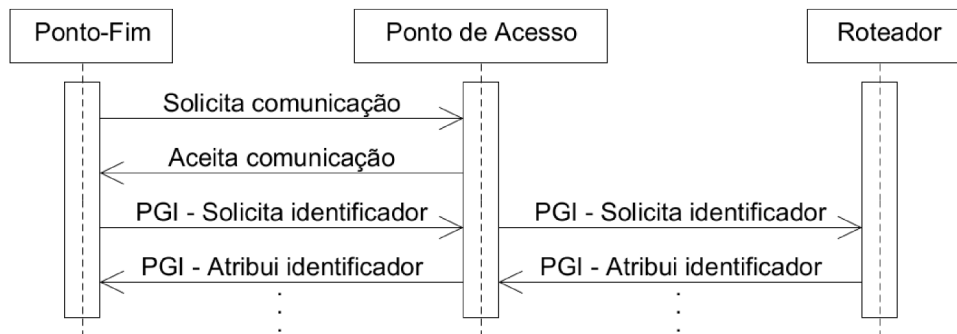 Ponto-Fim
Ponto de Acesso
Roteador
Solicita comunicação
Aceita comunicação
PGI - Solicita identificador
PGI - Solicita identificador
PGI - Atribui identificador
PGI - Atribui identificador